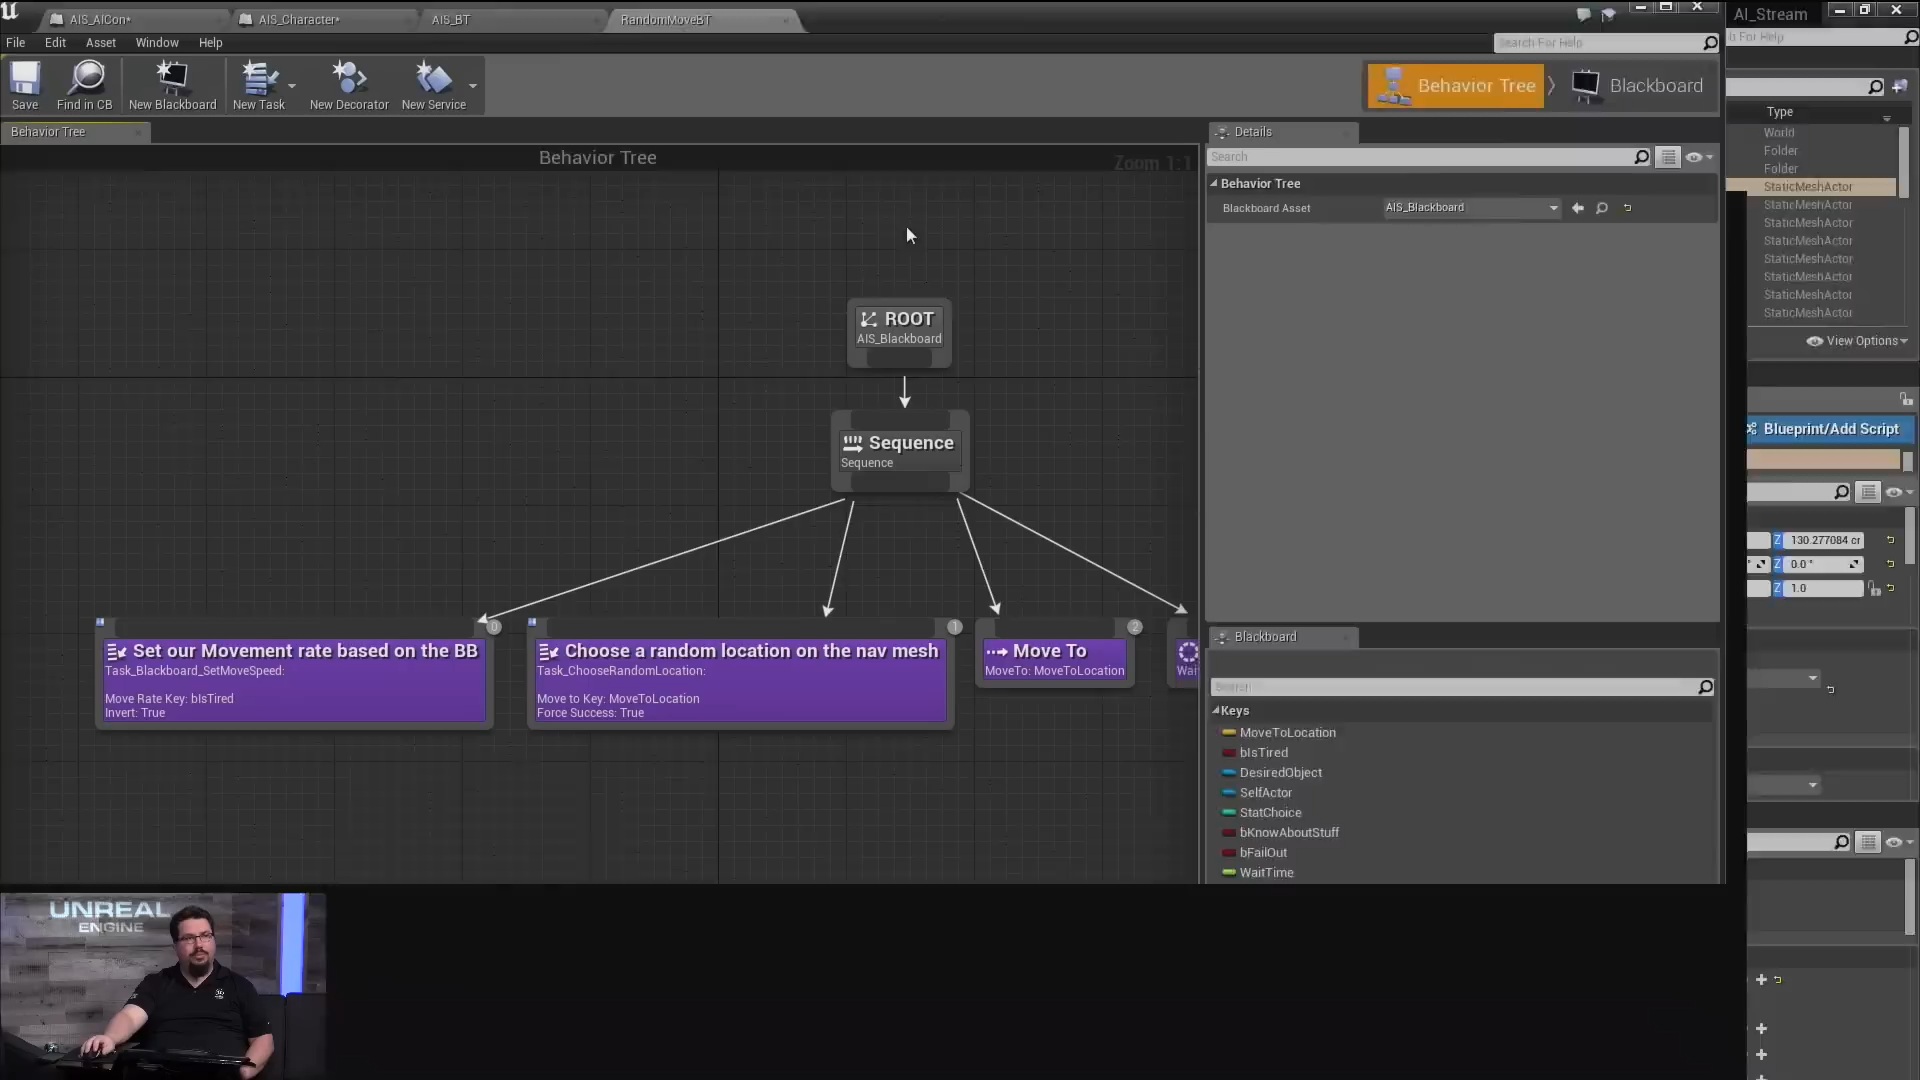 AIS_AICon*
AIS_Character*
AIS_BT
RandomMoveBT
AI_Stream
File
Edit
Asset
Window
Help
Search For Help
Save
Find in CB
New Blackboard
New Task
New Decorator
New Service
Behavior Tree
Blackboard
Type
Behavior Tree
Details
World
Behavior Tree
Zoom 1:1
Search
Folder
Folder
Behavior Tree
StaticMeshActor
Blackboard Asset
AIS_Blackboard
StaticMeshActor
StaticMeshActor
StaticMeshActor
StaticMeshActor
StaticMeshActor
StaticMeshActor
StaticMeshActor
ROOT
AIS_Blackboard
View Options
Sequence
Sequence
Blueprint/Add Script
Z 130.277084 cr
Z 0.0 °
Z 1.0
0
1
2
Set our Movement rate based on the BB
Task_Blackboard_SetMoveSpeed:
Move Rate Key: bIsTired
Invert: True
Choose a random location on the nav mesh
Task_ChooseRandomLocation:
Move to Key: MoveToLocation
Force Success: True
Move To
MoveTo: MoveToLocation
Wai
Blackboard
Search
Keys
MoveToLocation
bIsTired
DesiredObject
SelfActor
StatChoice
bKnowAboutStuff
bFailOut
WaitTime
UNREAL
ENGINE